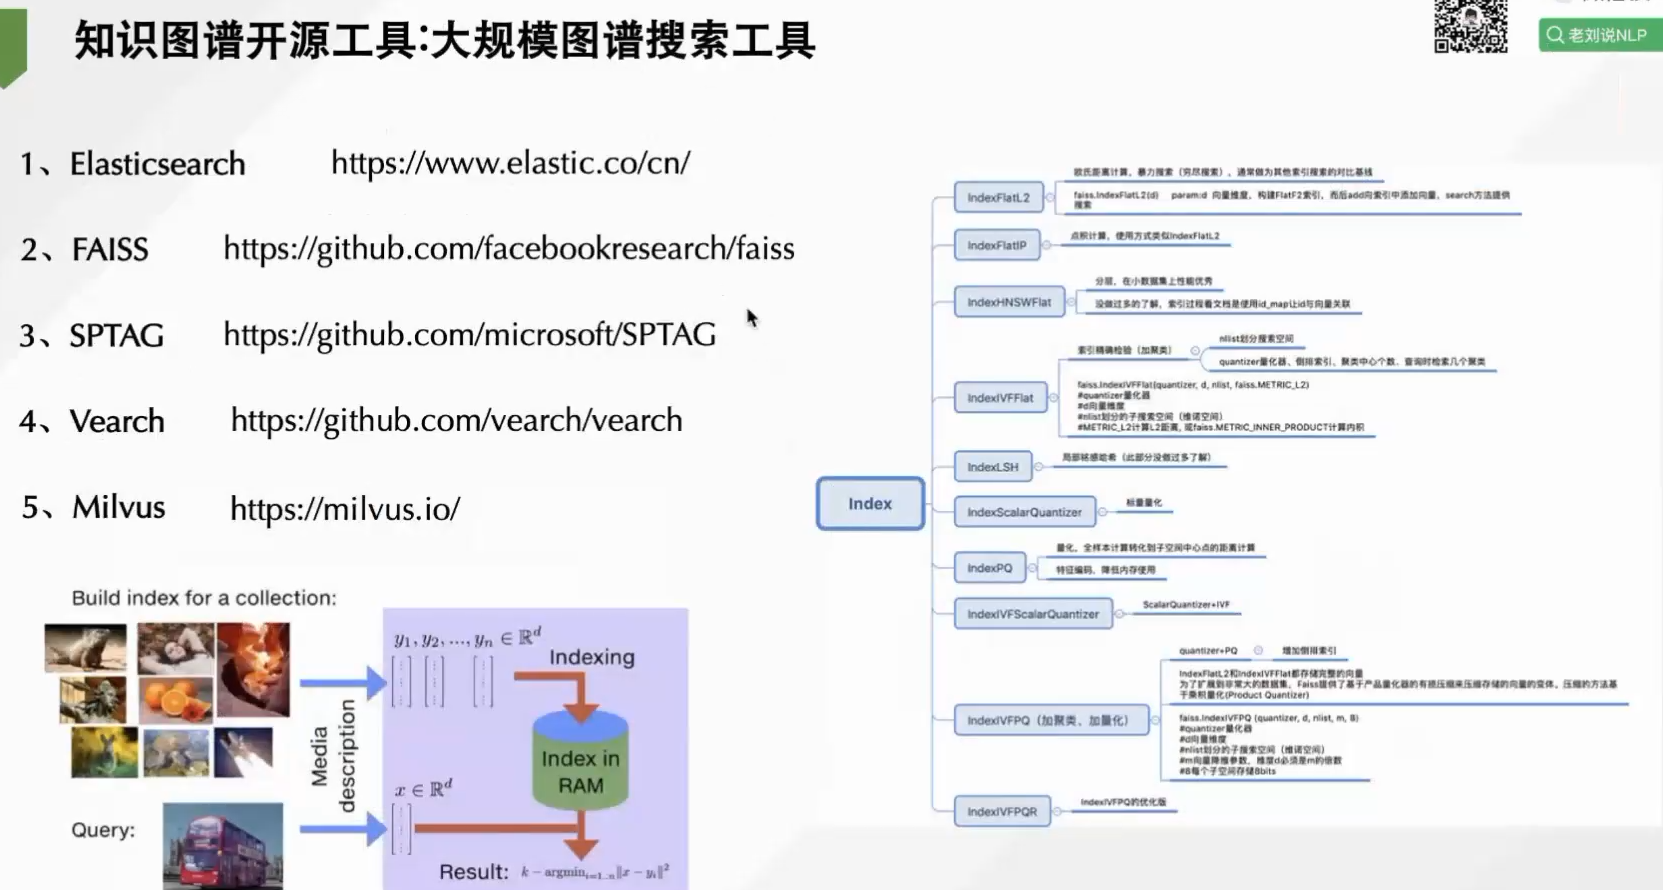 知识图谱开源工具:大规模图谱搜索工具
老刘说NLP
1、Elasticsearch https://www.elastic.co/cn/
2、FAISS https://github.com/facebookresearch/faiss
3、SPTAG https://github.com/microsoft/SPTAG
4、Vearch https://github.com/vearch/vearch
5、Milvus https://milvus.io/
Build index for a collection:
Media
description
y₁, y₂, ..., yₙ ∈ ℝᵈ
Indexing
Index in
RAM
x ∈ ℝᵈ
Query:
Result: k − argminᵢ₌₁..ₙ‖x − yᵢ‖²
Index
IndexFlatL2
欧氏距离计算，暴力搜索（穷尽搜索），通常做为其他索引搜索的对比基线
faiss.IndexFlatL2(d) param:d 向量维度，构建FlatF2索引，而后add向索引中添加向量，search方法提供
搜索
IndexFlatIP
点积计算，使用方式类似IndexFlatL2
IndexHNSWFlat
分层，在小数据集上性能优秀
没做过多的了解，索引过程看文档是使用id_map让id与向量关联
IndexIVFFlat
索引精确检验（加聚类）
nllist划分搜索空间
quantizer量化器、倒排索引、聚类中心个数、查询时检索几个聚类
faiss.IndexIVFFlat(quantizer, d, nlist, faiss.METRIC_L2)
#quantizer量化器
#d向量维度
#nlist划分的子搜索空间（维诺空间）
#METRIC_L2计算L2距离, 或faiss.METRIC_INNER_PRODUCT计算内积
IndexLSH
局部铭感哈希（此部分没做过多了解）
IndexScalarQuantizer
标量量化
IndexPQ
量化，全样本计算转化到子空间中心点的距离计算
特征编码，降低内存使用
IndexIVFScalarQuantizer
ScalarQuantizer+IVF
IndexIVFPQ（加聚类、加量化）
quantizer+PQ 增加倒排索引
IndexFlatL2和IndexIVFFlat都存储完整的向量
为了扩展到非常大的数据集，Faiss提供了基于产品量化器的有损压缩来压缩存储的向量的变体，压缩的方法基
于乘积量化(Product Quantizer)
faiss.IndexIVFPQ (quantizer, d, nlist, m, 8)
#quantizer量化器
#d向量维度
#nlist划分的子搜索空间（维诺空间）
#m向量降维参数，维度d必须是m的倍数
#8每个子空间存储8bits
IndexIVFPQR
IndexIVFPQ的优化版